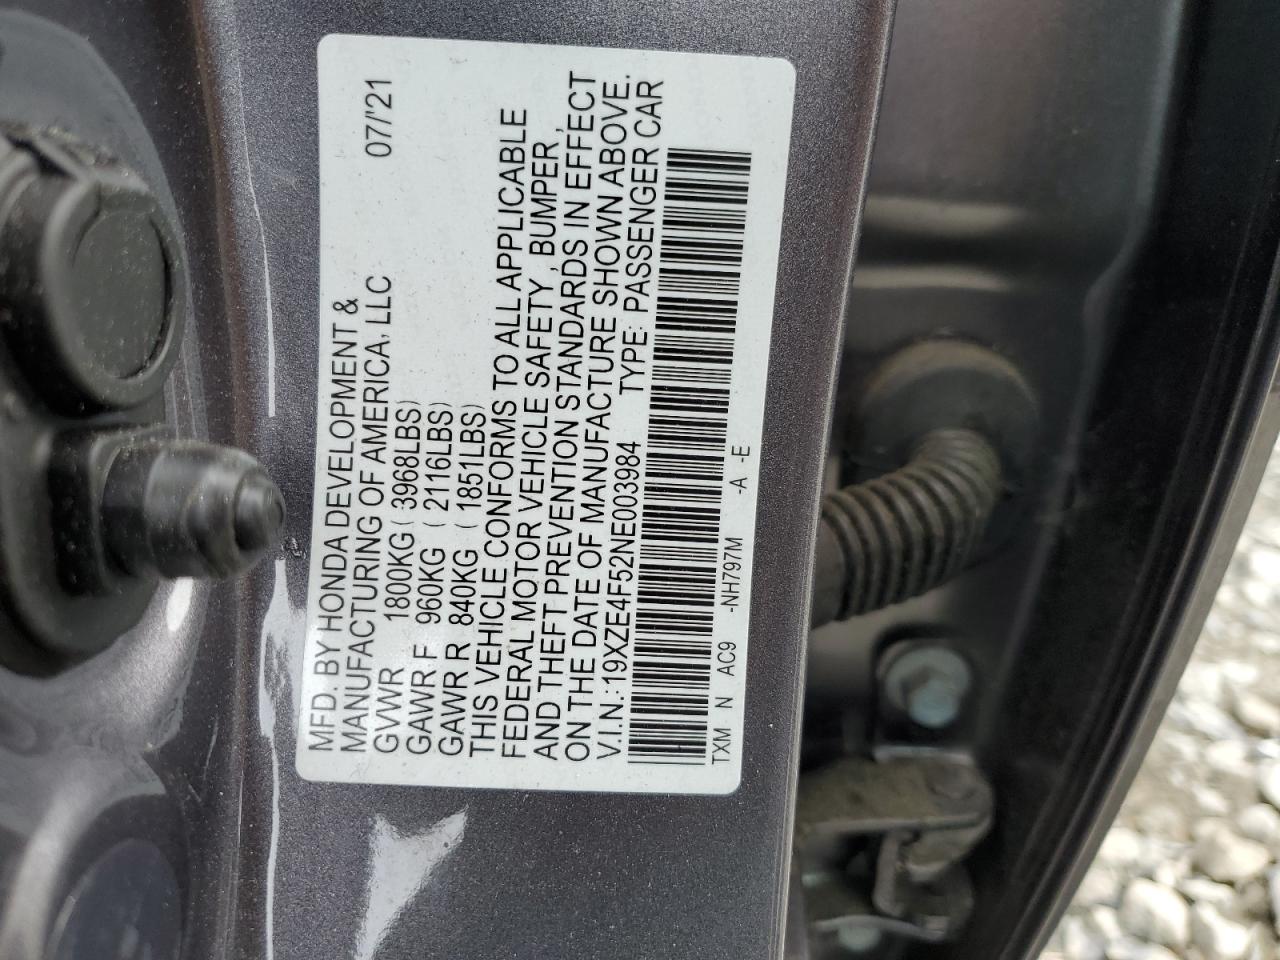 MFD. BY HONDA DEVELOPMENT &
MANUFACTURING OF AMERICA, LLC 07/'21
GVWR 1800KG (3968LBS)
GAWR F 960KG (2116LBS)
GAWR R 840KG (1851LBS)
THIS VEHICLE CONFORMS TO ALL APPLICABLE
FEDERAL MOTOR VEHICLE SAFETY, BUMPER,
AND THEFT PREVENTION STANDARDS IN EFFECT
ON THE DATE OF MANUFACTURE SHOWN ABOVE.
V.I.N.:19XZE4F52NE003984 TYPE: PASSENGER CAR
TXM N AC9 -NH797M -A -E